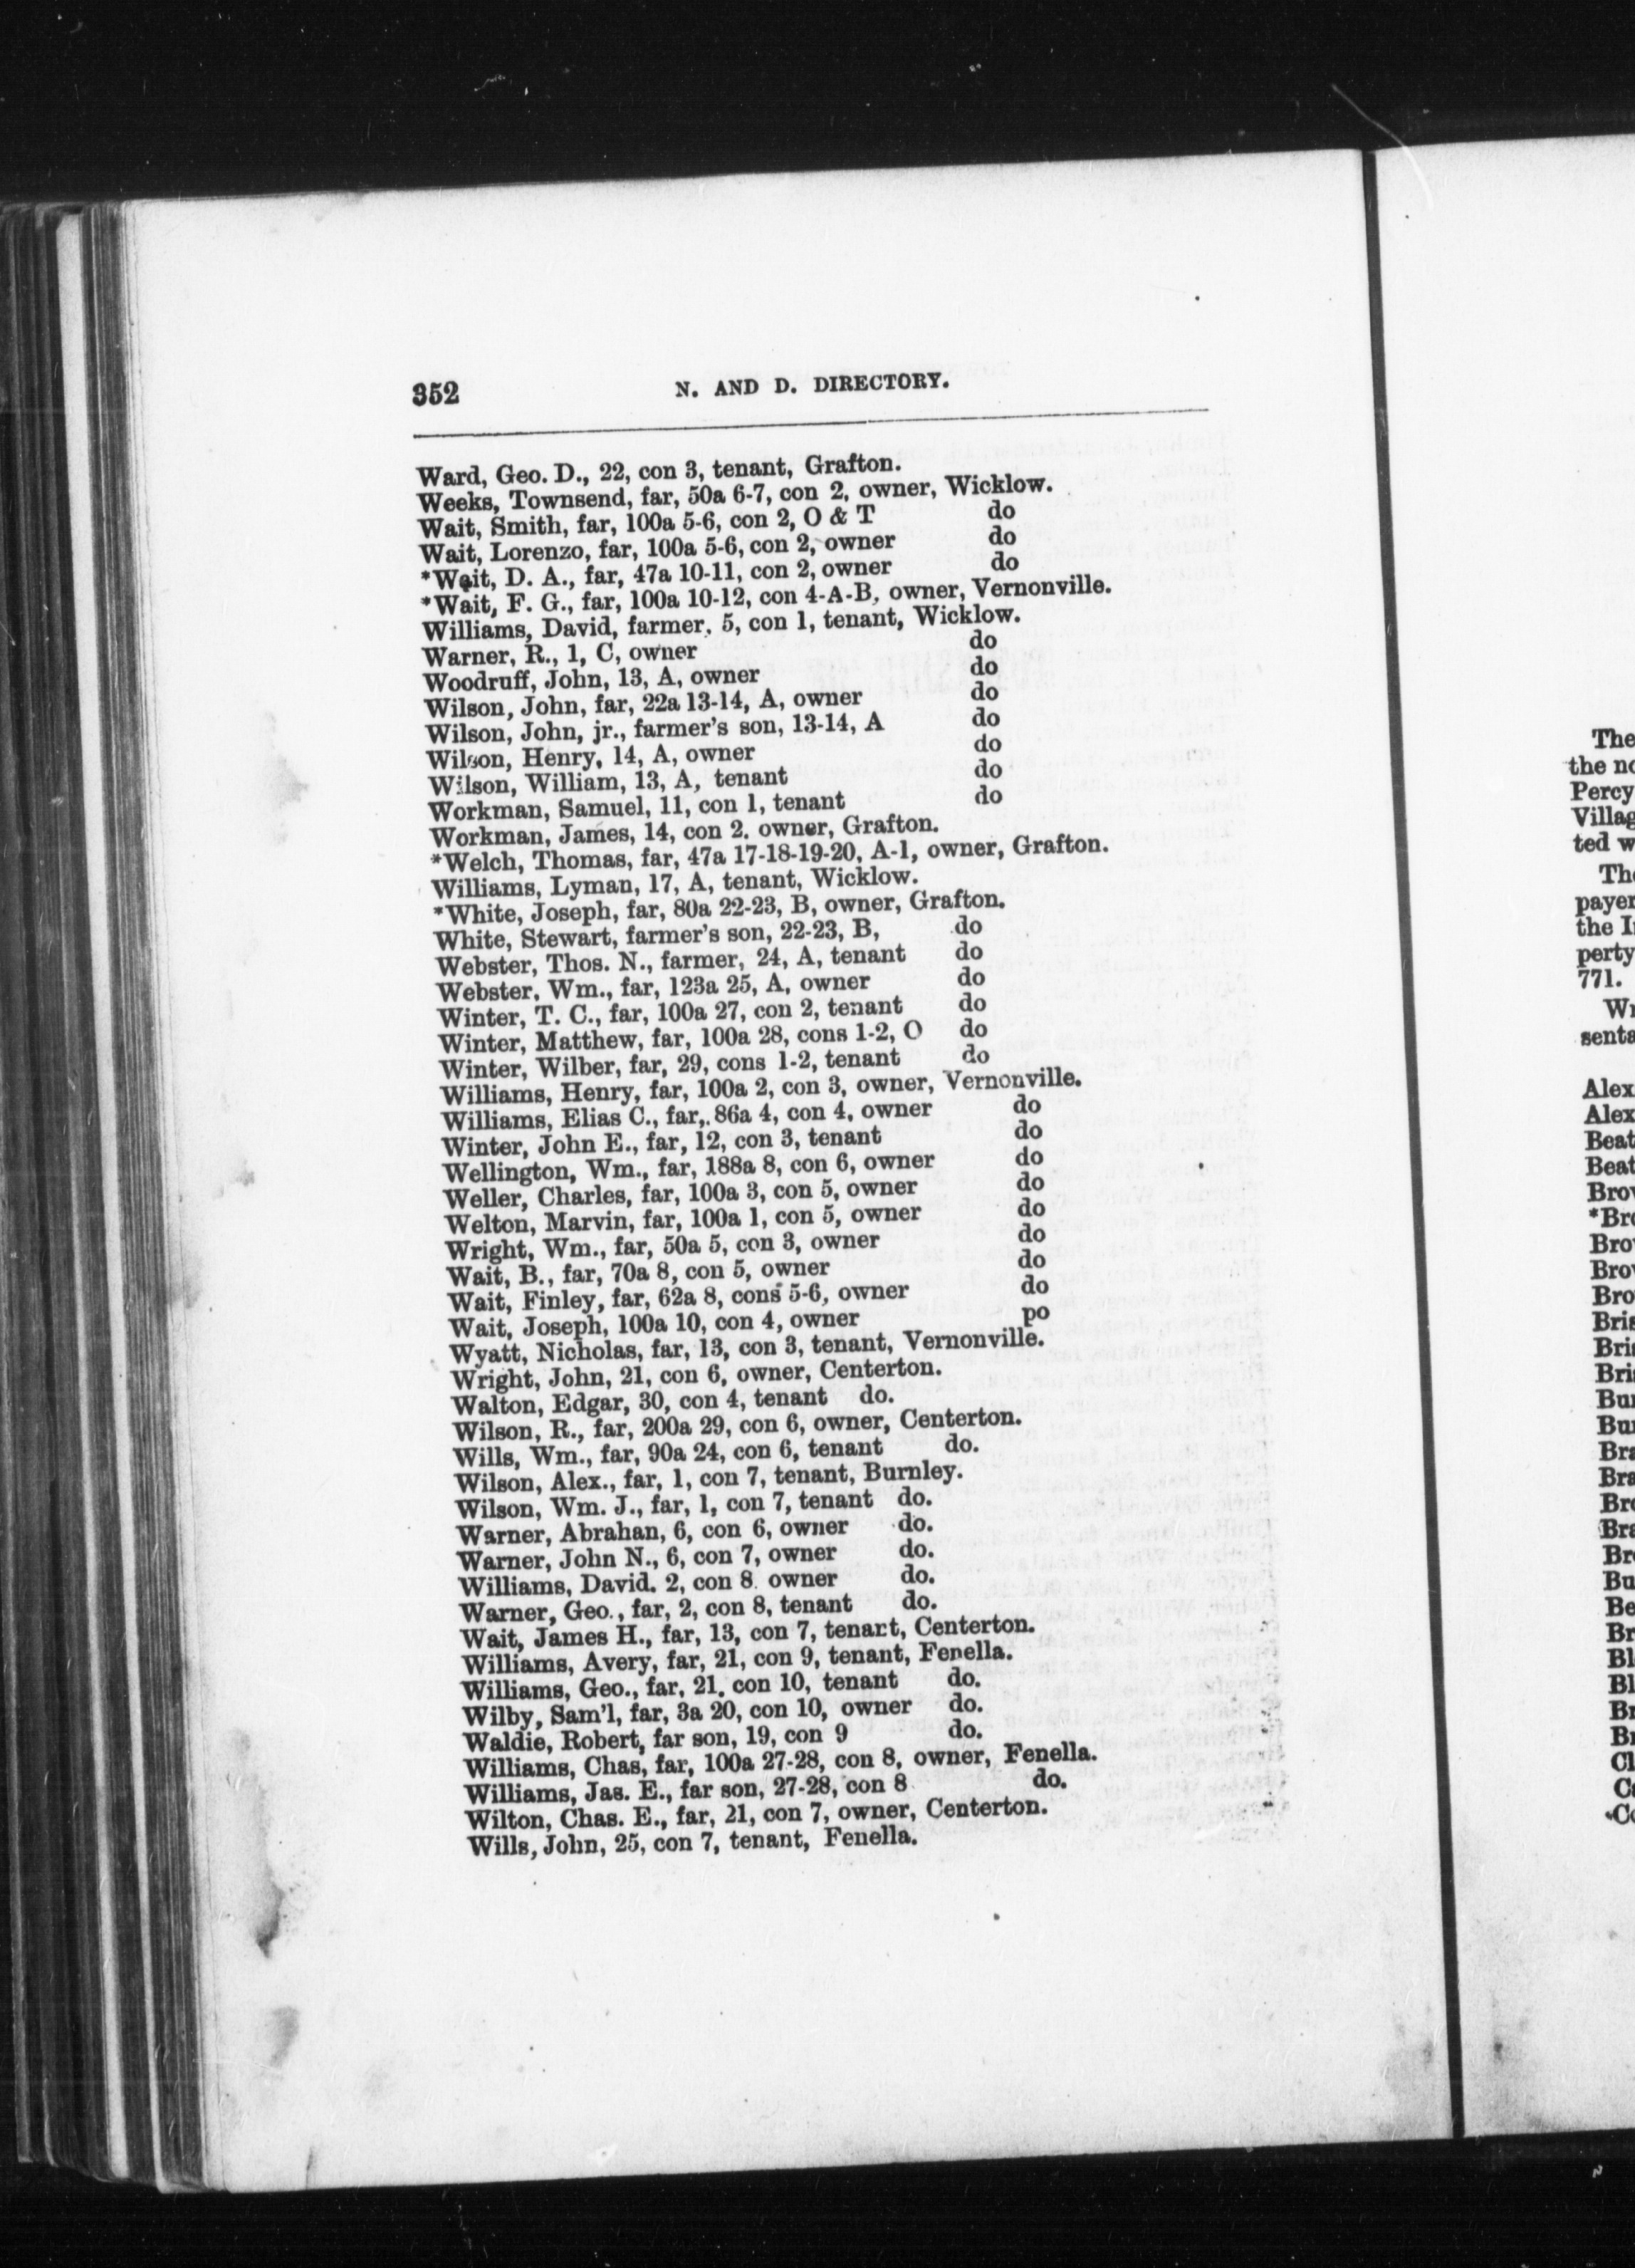 352 N. AND D. DIRECTORY.
Ward, Geo. D., 22, con 3, tenant, Grafton.
Weeks, Townsend, far, 50a 6-7, con 2, owner, Wicklow.
Wait, Smith, far, 100a 5-6, con 2, O & T do
Wait, Lorenzo, far, 100a 5-6, con 2, owner do
*Wait, D. A., far, 47a 10-11, con 2, owner do
*Wait, F. G., far, 100a 10-12, con 4-A-B, owner, Vernonville.
Williams, David, farmer, 5, con 1, tenant, Wicklow.
Warner, R., 1, C, owner do
Woodruff, John, 13, A, owner do
Wilson, John, far, 22a 13-14, A, owner do
Wilson, John, jr., farmer's son, 13-14, A do
Wilson, Henry, 14, A, owner do
Wilson, William, 13, A, tenant do
Workman, Samuel, 11, con 1, tenant do
Workman, James, 14, con 2. owner, Grafton.
*Welch, Thomas, far, 47a 17-18-19-20, A-1, owner, Grafton.
Williams, Lyman, 17, A, tenant, Wicklow.
*White, Joseph, far, 80a 22-23, B, owner, Grafton.
White, Stewart, farmer's son, 22-23, B, do
Webster, Thos. N., farmer, 24, A, tenant do
Webster, Wm., far, 123a 25, A, owner do
Winter, T. C., far, 100a 27, con 2, tenant do
Winter, Matthew, far, 100a 28, cons 1-2, O do
Winter, Wilber, far, 29, cons 1-2, tenant do
Williams, Henry, far, 100a 2, con 3, owner, Vernonville.
Williams, Elias C., far, 86a 4, con 4, owner do
Winter, John E., far, 12, con 3, tenant do
Wellington, Wm., far, 188a 8, con 6, owner do
Weller, Charles, far, 100a 3, con 5, owner do
Welton, Marvin, far, 100a 1, con 5, owner do
Wright, Wm., far, 50a 5, con 3, owner do
Wait, B., far, 70a 8, con 5, owner do
Wait, Finley, far, 62a 8, cons 5-6, owner do
Wait, Joseph, 100a 10, con 4, owner po
Wyatt, Nicholas, far, 13, con 3, tenant, Vernonville.
Wright, John, 21, con 6, owner, Centerton.
Walton, Edgar, 30, con 4, tenant do.
Wilson, R., far, 200a 29, con 6, owner, Centerton.
Wills, Wm., far, 90a 24, con 6, tenant do.
Wilson, Alex., far, 1, con 7, tenant, Burnley.
Wilson, Wm. J., far, 1, con 7, tenant do.
Warner, Abrahan, 6, con 6, owner do.
Warner, John N., 6, con 7, owner do.
Williams, David. 2, con 8. owner do.
Warner, Geo., far, 2, con 8, tenant do.
Wait, James H., far, 13, con 7, tenant, Centerton.
Williams, Avery, far, 21, con 9, tenant, Fenella.
Williams, Geo., far, 21. con 10, tenant do.
Wilby, Sam'l, far, 3a 20, con 10, owner do.
Waldie, Robert, far son, 19, con 9 do.
Williams, Chas, far, 100a 27-28, con 8, owner, Fenella.
Williams, Jas. E., far son, 27-28, con 8 do.
Wilton, Chas. E., far, 21, con 7, owner, Centerton.
Wills, John, 25, con 7, tenant, Fenella.
The
Percy
771.
Alex
Alex